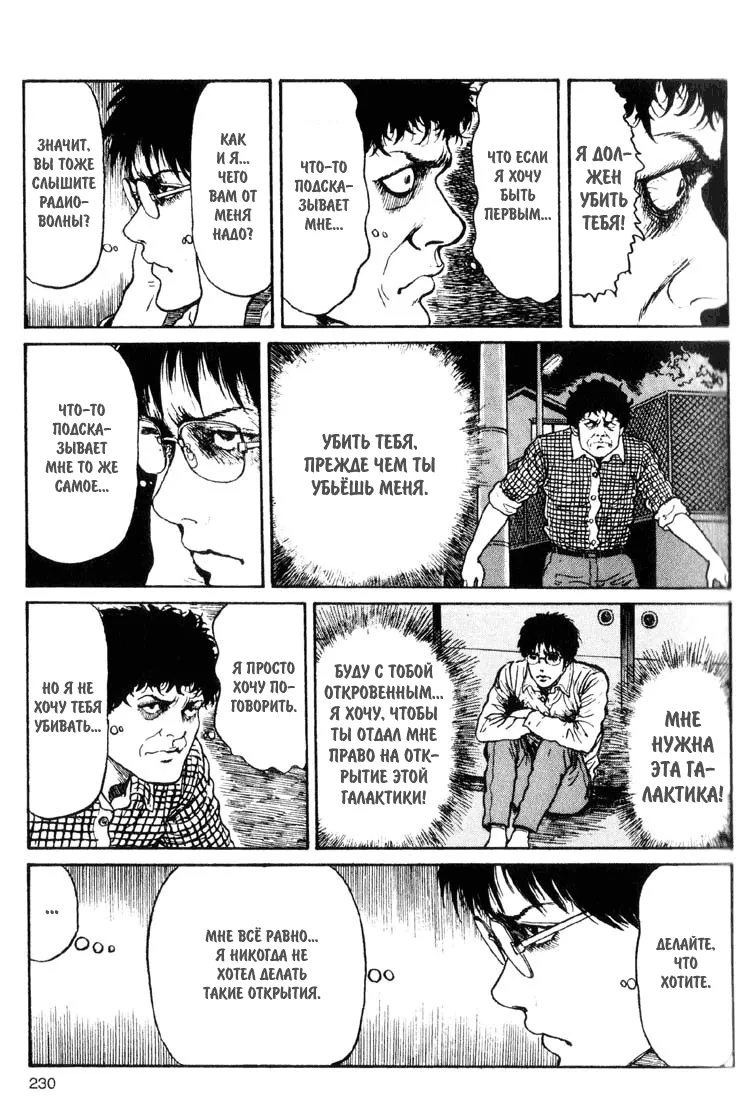 ЗНАЧИТ,
ВЫ ТОЖЕ
СЛЫШИТЕ
РАДИО-
ВОЛНЫ?
КАК
И Я...
ЧЕГО
ВАМ ОТ
МЕНЯ
НАДО?
ЧТО-ТО
ПОДСКА-
ЗЫВАЕТ
МНЕ...
ЧТО ЕСЛИ
Я ХОЧУ
БЫТЬ
ПЕРВЫМ...
Я ДОЛ-
ЖЕН
УБИТЬ
ТЕБЯ!
ЧТО-ТО
ПОДСКА-
ЗЫВАЕТ
МНЕ ТО ЖЕ
САМОЕ...
УБИТЬ ТЕБЯ,
ПРЕЖДЕ ЧЕМ ТЫ
УБЬЁШЬ МЕНЯ.
НО Я НЕ
ХОЧУ ТЕБЯ
УБИВАТЬ...
Я ПРОСТО
ХОЧУ ПО-
ГОВОРИТЬ.
БУДУ С ТОБОЙ
ОТКРОВЕННЫМ...
Я ХОЧУ, ЧТОБЫ
ТЫ ОТДАЛ МНЕ
ПРАВО НА ОТК-
РЫТИЕ ЭТОЙ
ГАЛАКТИКИ!
МНЕ
НУЖНА
ЭТА ГА-
ЛАКТИКА!
...
МНЕ ВСЁ РАВНО...
Я НИКОГДА НЕ
ХОТЕЛ ДЕЛАТЬ
ТАКИЕ ОТКРЫТИЯ.
ДЕЛАЙТЕ,
ЧТО
ХОТИТЕ.
230